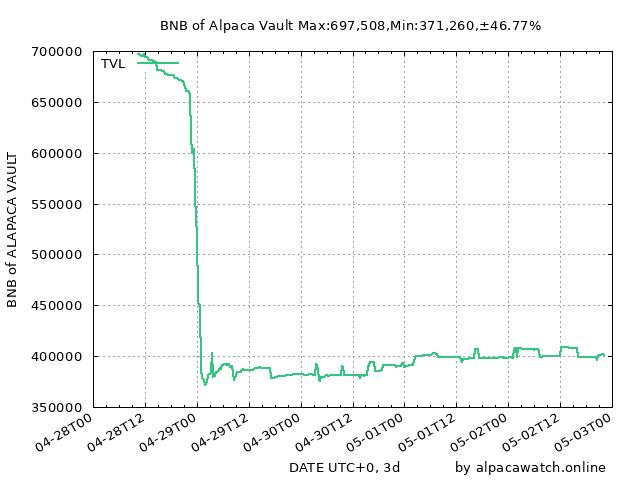 BNB of Alpaca Vault Max:697,508,Min:371,260,±46.77%
700000
TVL
650000
600000
550000
500000
450000
400000
350000
BNB of ALAPACA VAULT
04-28T00
04-28T12
04-29T00
04-29T12
04-30T00
04-30T12
05-01T00
05-01T12
05-02T00
05-02T12
05-03T00
DATE UTC+0, 3d
by alpacawatch.online